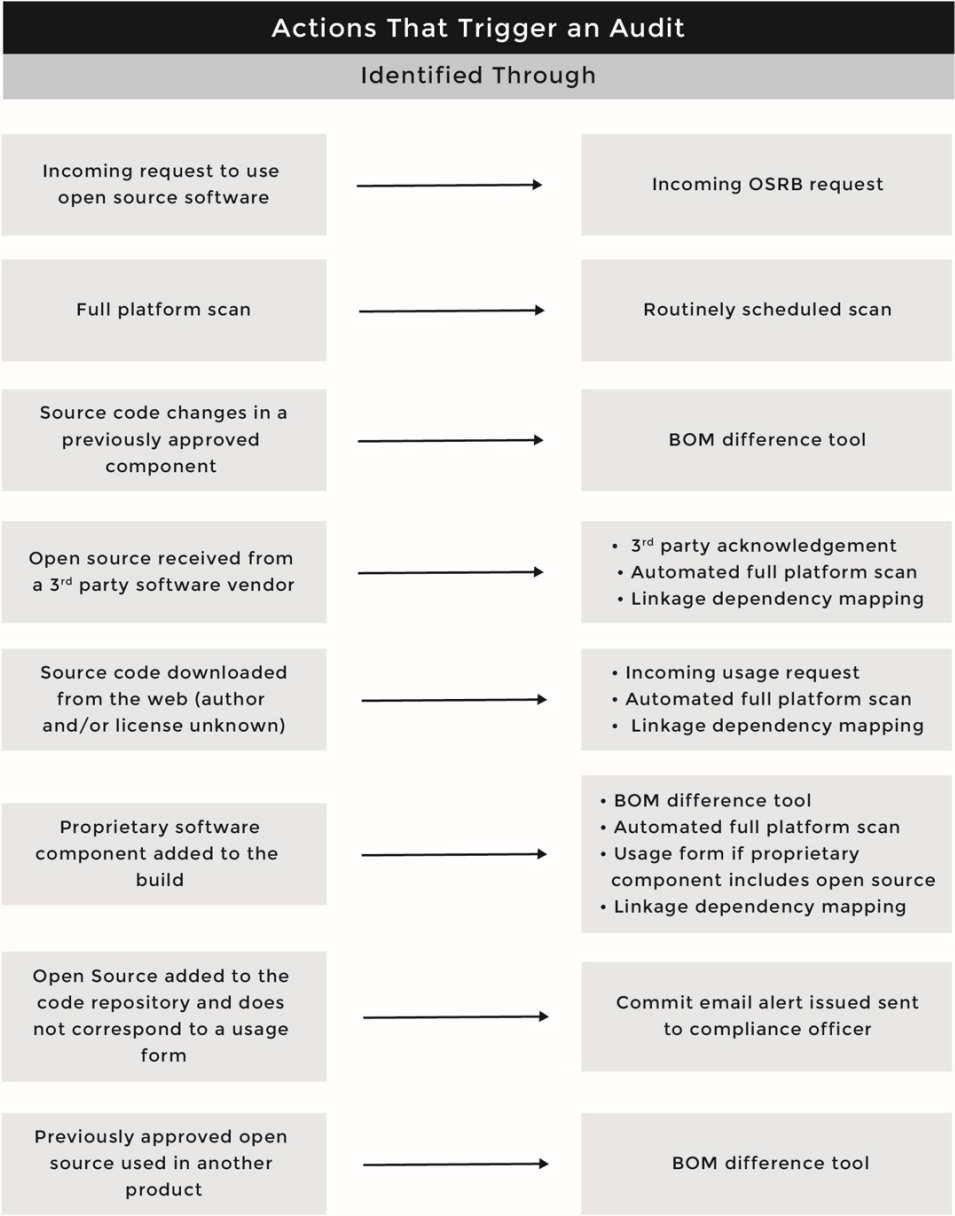 Actions That Trigger an Audit
Identified Through
Incoming request to use
open source software
Incoming OSRB request
Full platform scan
Routinely scheduled scan
Source code changes in a
previously approved
component
BOM difference tool
Open source received from
a 3rd party software vendor
• 3rd party acknowledgement
• Automated full platform scan
• Linkage dependency mapping
Source code downloaded
from the web (author
and/or license unknown)
• Incoming usage request
• Automated full platform scan
• Linkage dependency mapping
Proprietary software
component added to the
build
• BOM difference tool
• Automated full platform scan
• Usage form if proprietary
component includes open source
• Linkage dependency mapping
Open Source added to the
code repository and does
not correspond to a usage
form
Commit email alert issued sent
to compliance officer
Previously approved open
source used in another
product
BOM difference tool